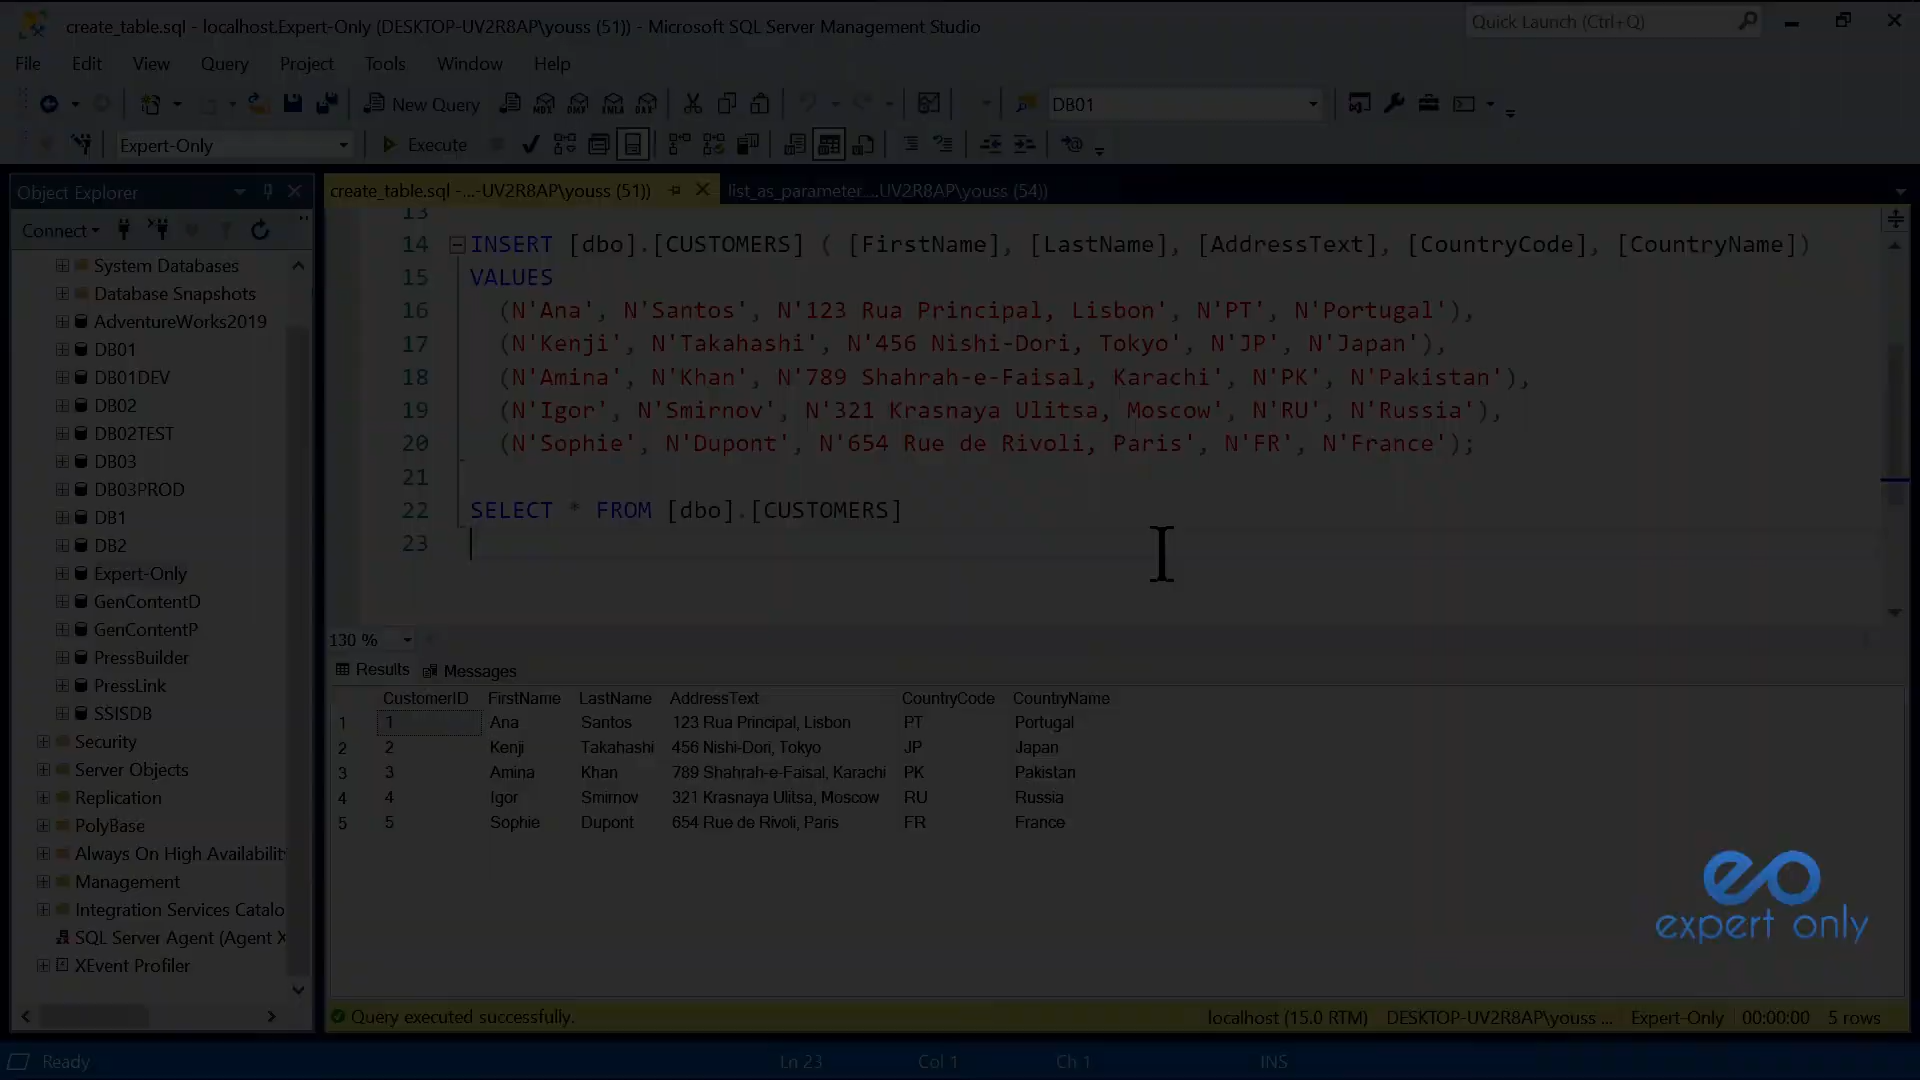 create_table.sql - localhost.Expert-Only (DESKTOP-UV2R8AP\youss (51)) - Microsoft SQL Server Management Studio
Quick Launch (Ctrl+Q)
File Edit View Query Project Tools Window Help
New Query
DB01
Expert-Only
Execute
Object Explorer
create_table.sql -...-UV2R8AP\youss (51))
list_as_parameter....UV2R8AP\youss (54))
Connect
System Databases
Database Snapshots
AdventureWorks2019
DB01
DB01DEV
DB02
DB02TEST
DB03
DB03PROD
DB1
DB2
Expert-Only
GenContentD
GenContentP
PressBuilder
PressLink
SSISDB
Security
Server Objects
Replication
PolyBase
Always On High Availabilit
Management
Integration Services Catalo
SQL Server Agent (Agent X
XEvent Profiler
13
14 INSERT [dbo].[CUSTOMERS] ( [FirstName], [LastName], [AddressText], [CountryCode], [CountryName])
15 VALUES
16 (N'Ana', N'Santos', N'123 Rua Principal, Lisbon', N'PT', N'Portugal'),
17 (N'Kenji', N'Takahashi', N'456 Nishi-Dori, Tokyo', N'JP', N'Japan'),
18 (N'Amina', N'Khan', N'789 Shahrah-e-Faisal, Karachi', N'PK', N'Pakistan'),
19 (N'Igor', N'Smirnov', N'321 Krasnaya Ulitsa, Moscow', N'RU', N'Russia'),
20 (N'Sophie', N'Dupont', N'654 Rue de Rivoli, Paris', N'FR', N'France');
21
22 SELECT * FROM [dbo].[CUSTOMERS]
23
130 %
Results Messages
CustomerID FirstName LastName AddressText CountryCode CountryName
1 1 Ana Santos 123 Rua Principal, Lisbon PT Portugal
2 2 Kenji Takahashi 456 Nishi-Dori, Tokyo JP Japan
3 3 Amina Khan 789 Shahrah-e-Faisal, Karachi PK Pakistan
4 4 Igor Smirnov 321 Krasnaya Ulitsa, Moscow RU Russia
5 5 Sophie Dupont 654 Rue de Rivoli, Paris FR France
eo
expert only
Query executed successfully.
localhost (15.0 RTM) DESKTOP-UV2R8AP\youss ... Expert-Only 00:00:00 5 rows
Ready Ln 23 Col 1 Ch 1 INS